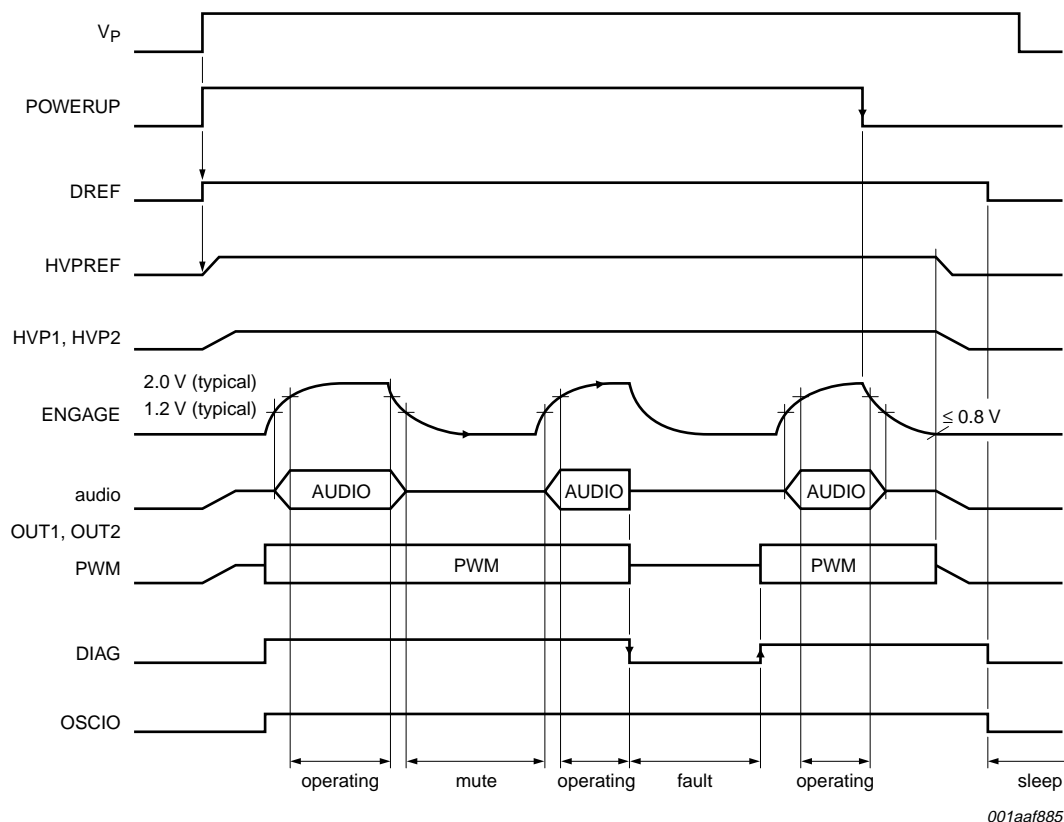 VP
POWERUP
DREF
HVPREF
HVP1, HVP2
2.0 V (typical)
1.2 V (typical)
ENGAGE
≤ 0.8 V
audio
AUDIO
AUDIO
AUDIO
OUT1, OUT2
PWM
PWM
PWM
DIAG
OSCIO
operating
mute
operating
fault
operating
sleep
001aaf885